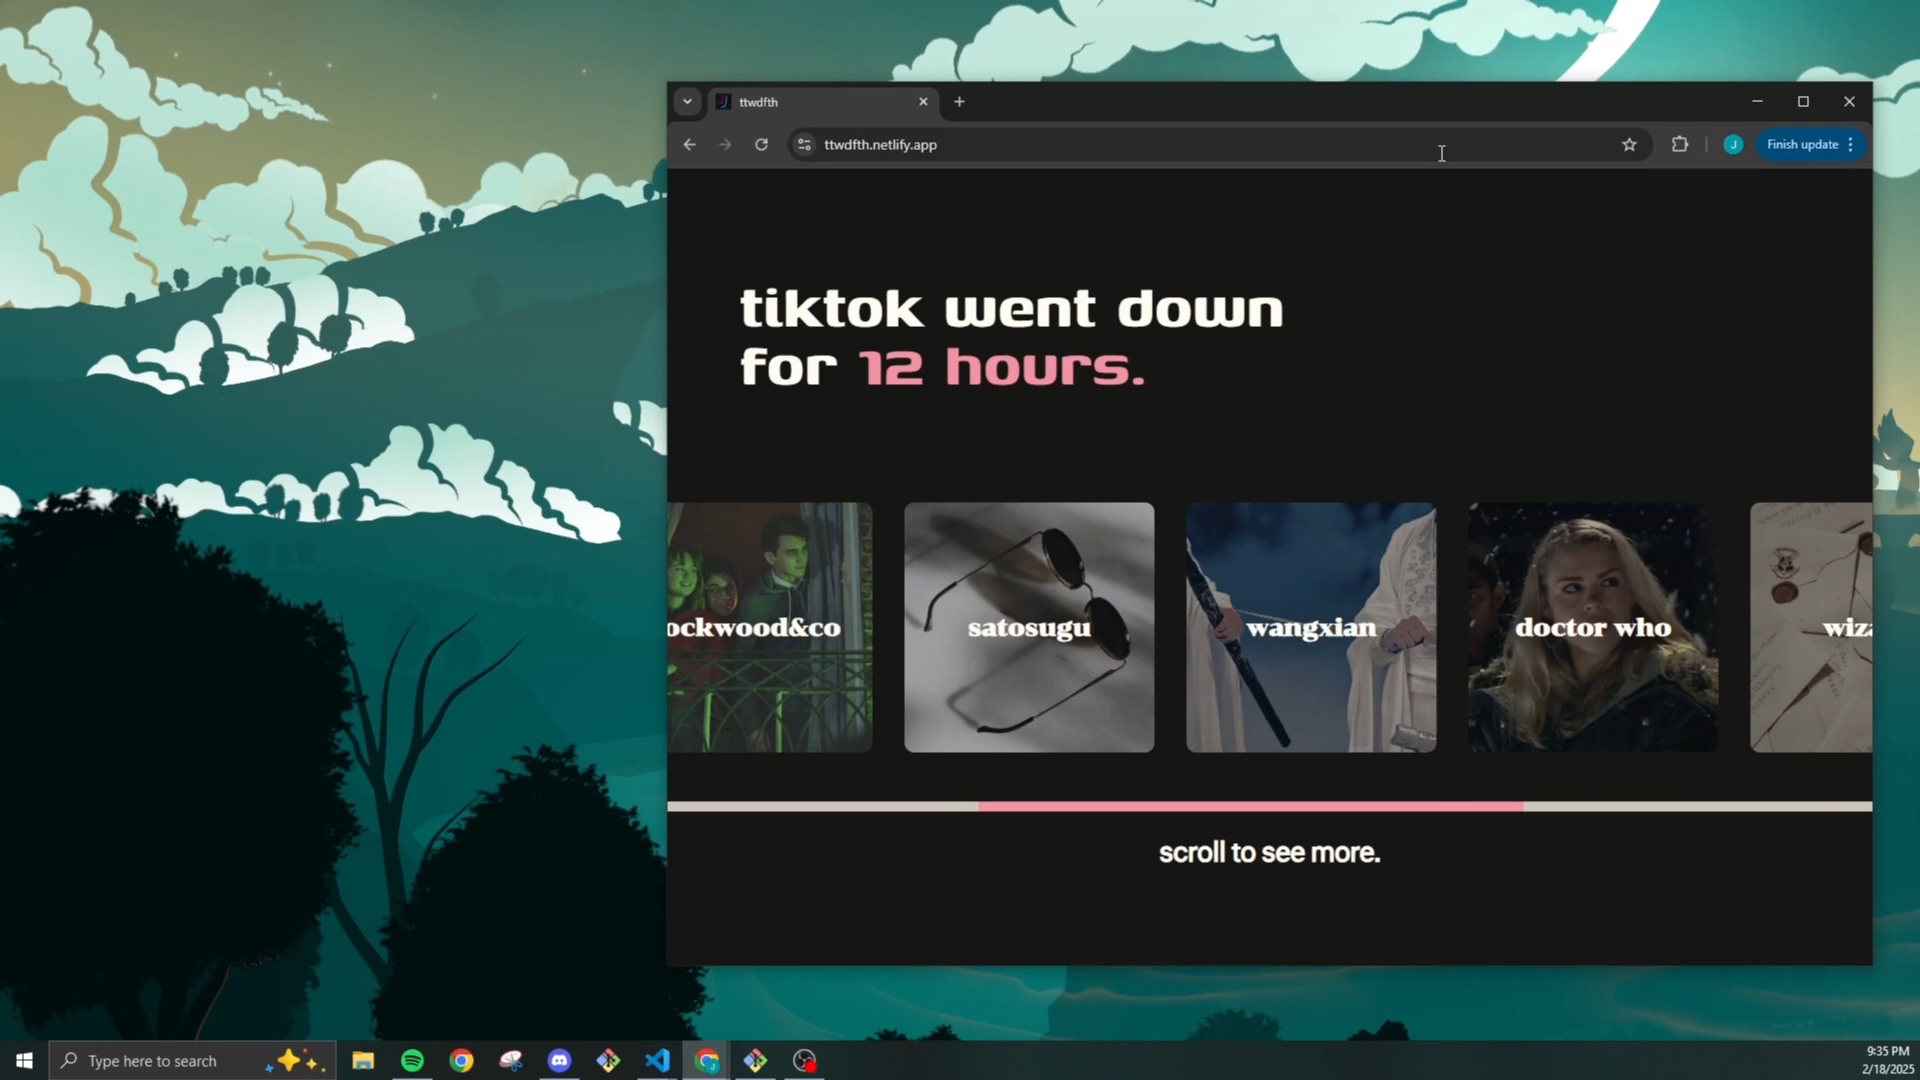 ttwdfth
ttwdfth.netlify.app
J
Finish update
tiktok went down
for 12 hours.
ockwood&co
satosugu
wangxian
doctor who
wiza
scroll to see more.
Type here to search
9:35 PM
2/18/2025